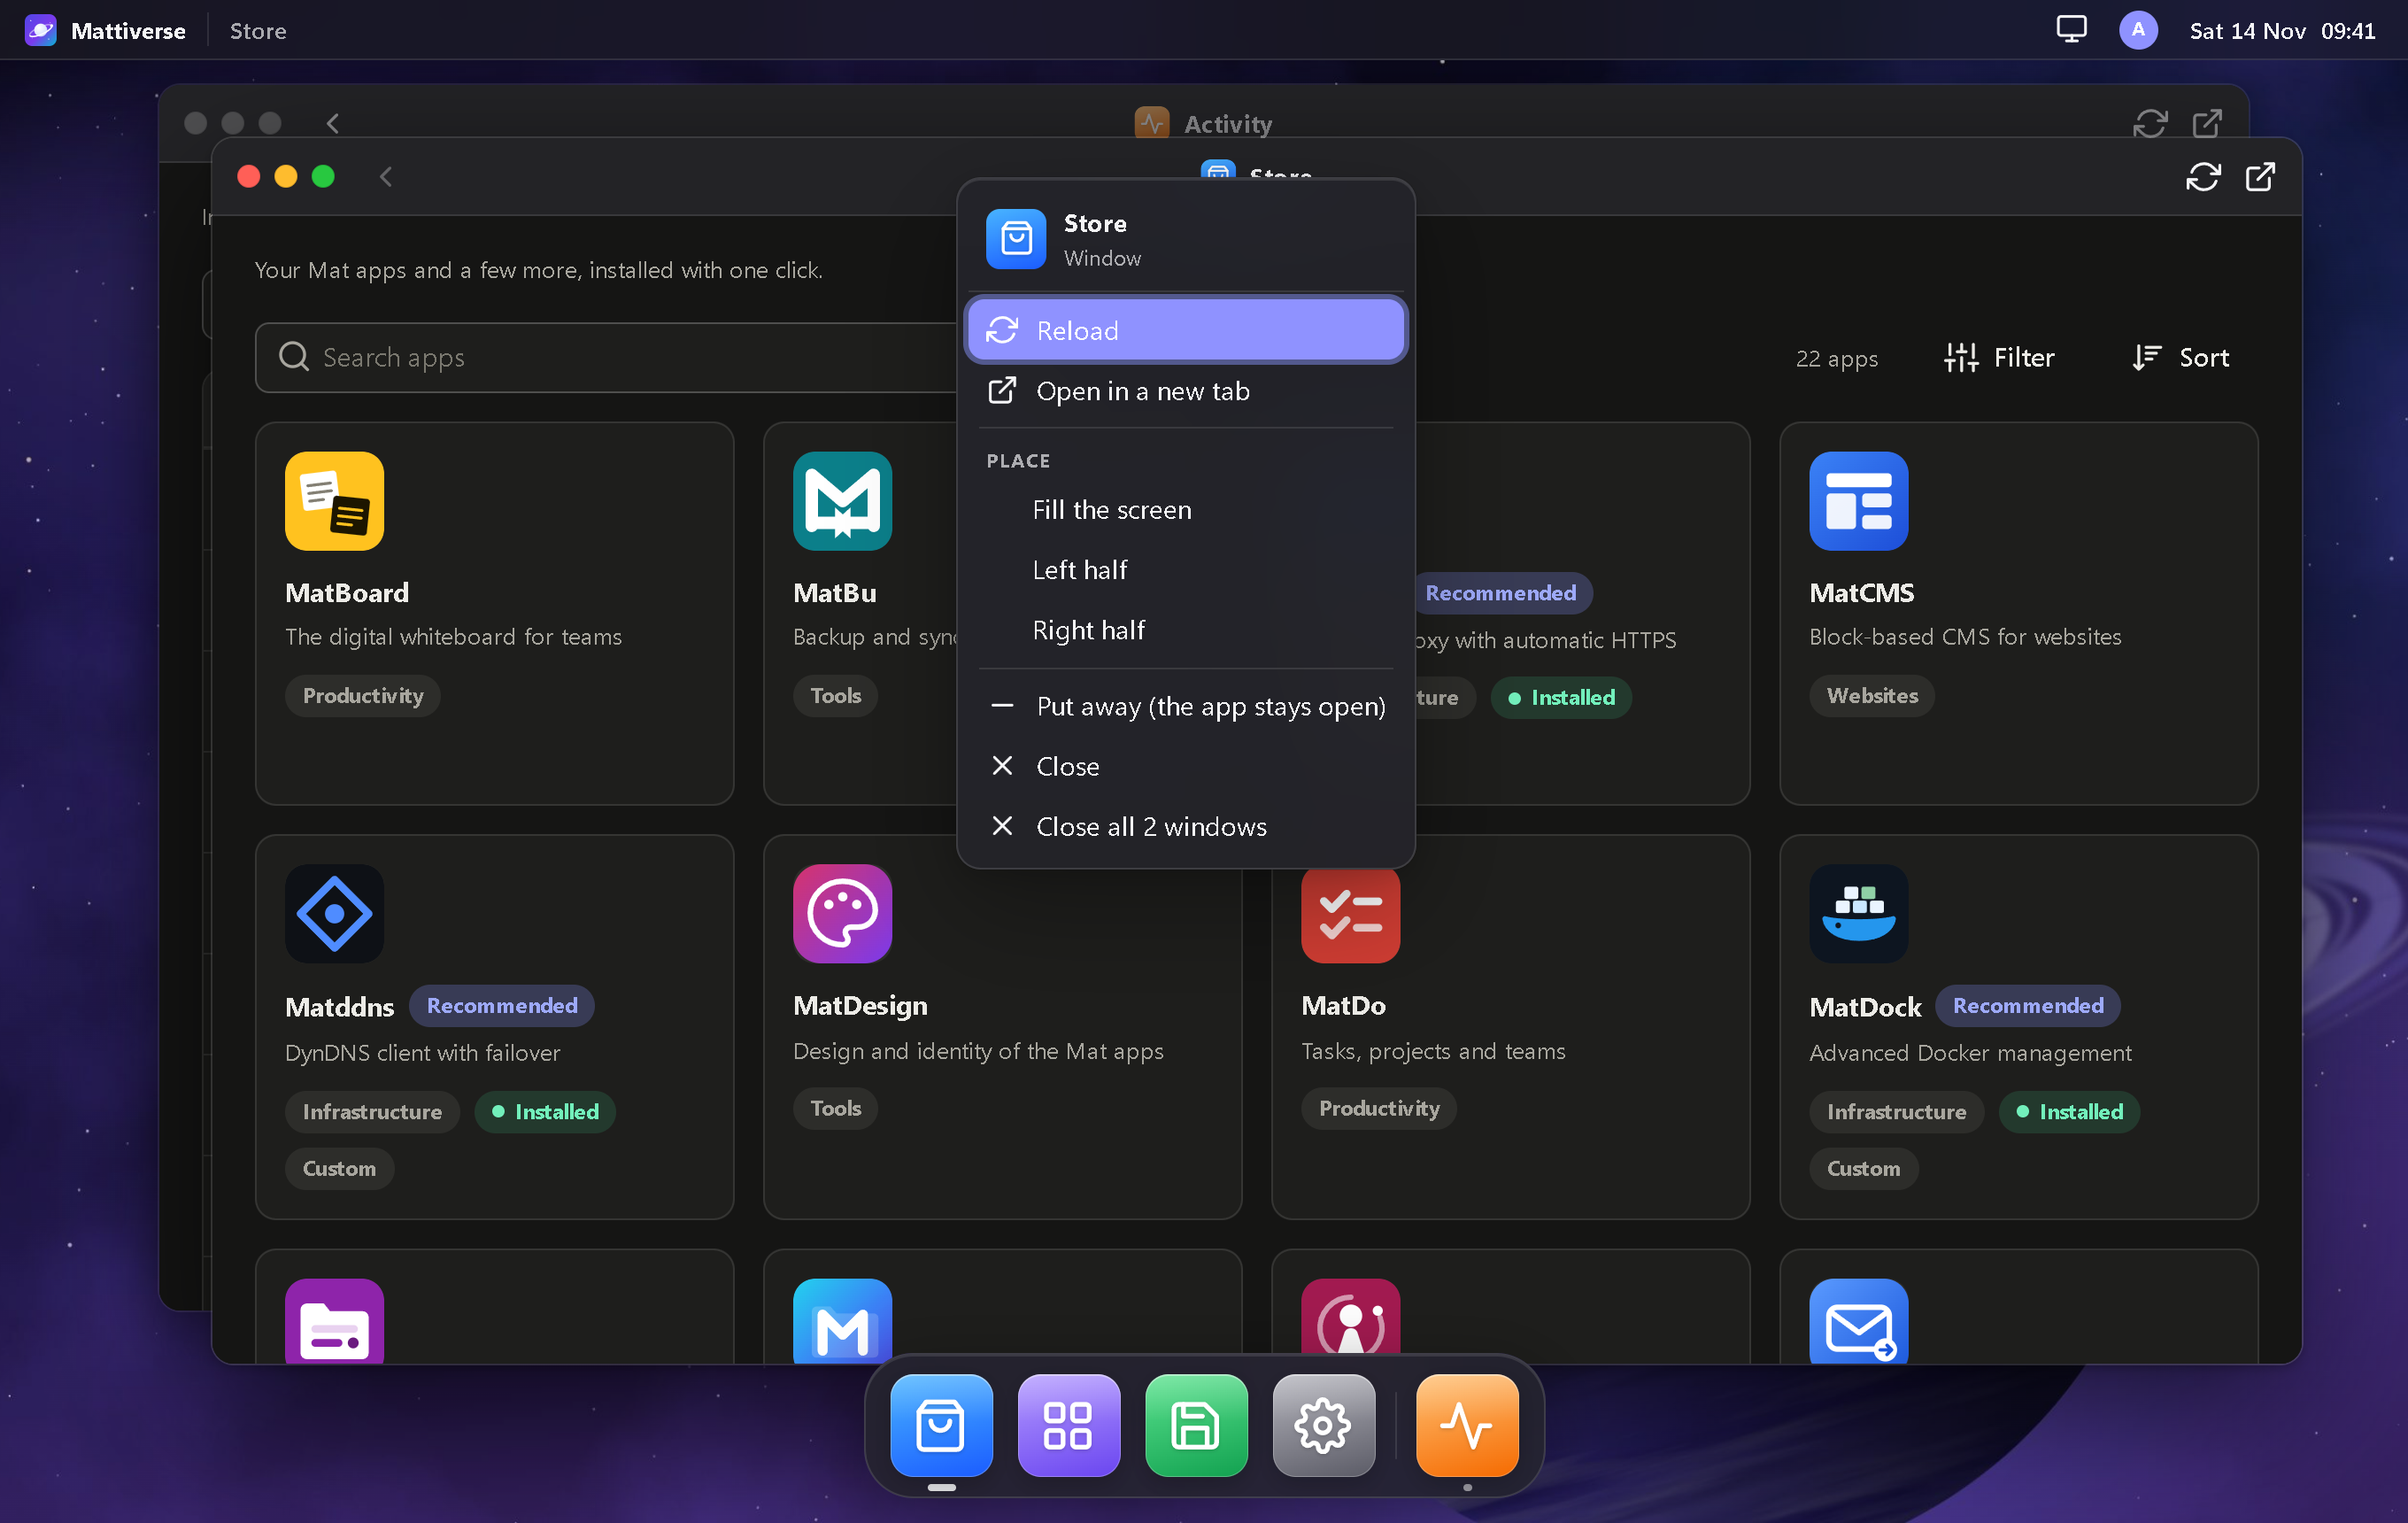 Mattiverse
Store
A
Sat 14 Nov 09:41
Activity
Store
Your Mat apps and a few more, installed with one click.
Search apps
22 apps
Filter
Sort
Store
Window
Reload
Open in a new tab
PLACE
Fill the screen
Left half
Right half
Put away (the app stays open)
Close
Close all 2 windows
MatBoard
The digital whiteboard for teams
Productivity
MatBu
Backup and
Tools
Recommended
with automatic HTTPS
Installed
MatCMS
Block-based CMS for websites
Websites
Matddns
Recommended
DynDNS client with failover
Infrastructure
Installed
Custom
MatDesign
Design and identity of the Mat apps
Tools
MatDo
Tasks, projects and teams
Productivity
MatDock
Recommended
Advanced Docker management
Infrastructure
Installed
Custom